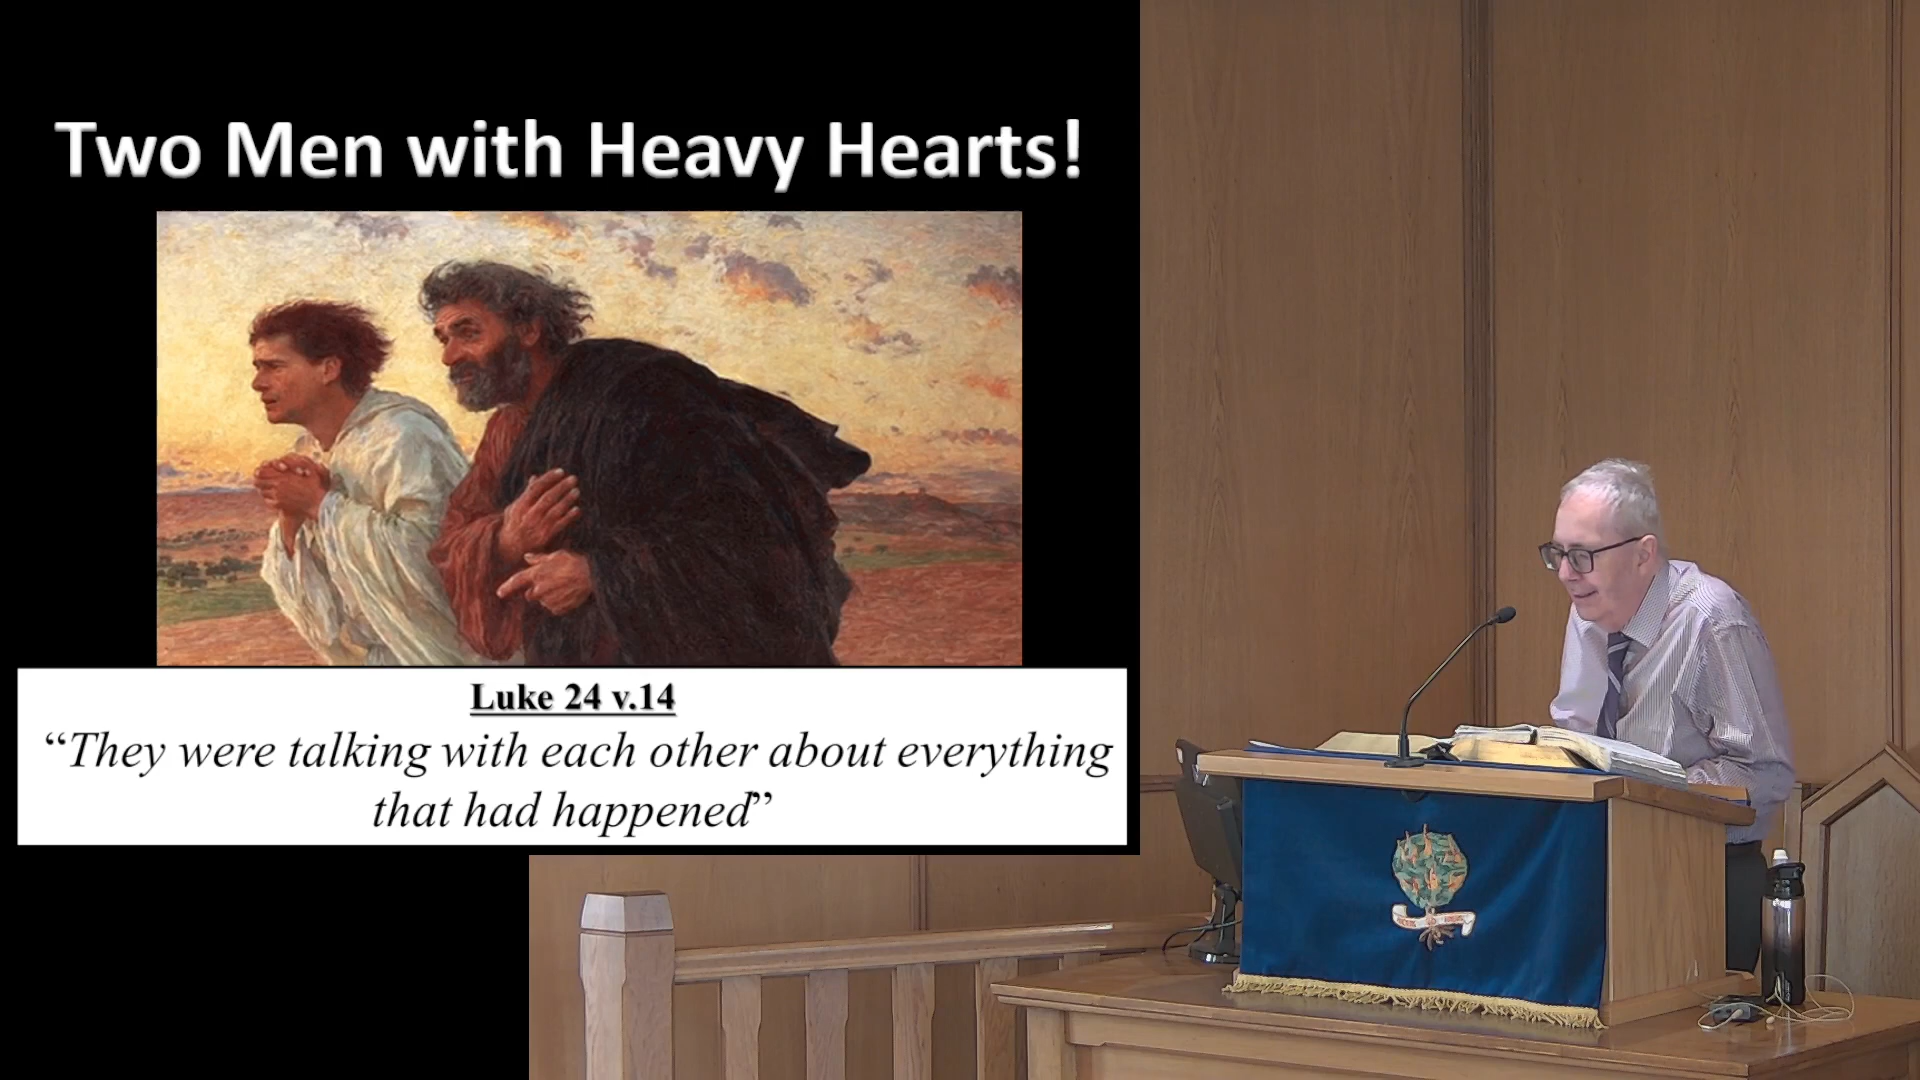 Two Men with Heavy Hearts!
Luke 24 v.14
“They were talking with each other about everything
that had happened”